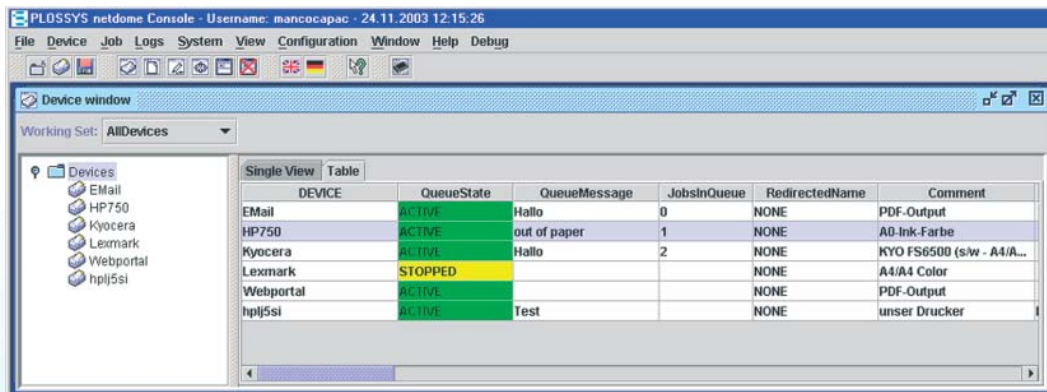 PLOSSYS netdome Console - Username: mancocapac - 24.11.2003 12:15:26
File Device Job Logs System View Configuration Window Help Debug
Device window
Working Set: AllDevices
Devices
EMail
HP750
Kyocera
Lexmark
Webportal
hplj5si
Single View Table
DEVICE QueueState QueueMessage JobsInQueue RedirectedName Comment
EMail ACTIVE Hallo 0 NONE PDF-Output
HP750 ACTIVE out of paper 1 NONE A0-Ink-Farbe
Kyocera ACTIVE Hallo 2 NONE KYO FS6500 (s/w - A4/A...
Lexmark STOPPED NONE A4/A4 Color
Webportal ACTIVE NONE PDF-Output
hplj5si ACTIVE Test NONE unser Drucker